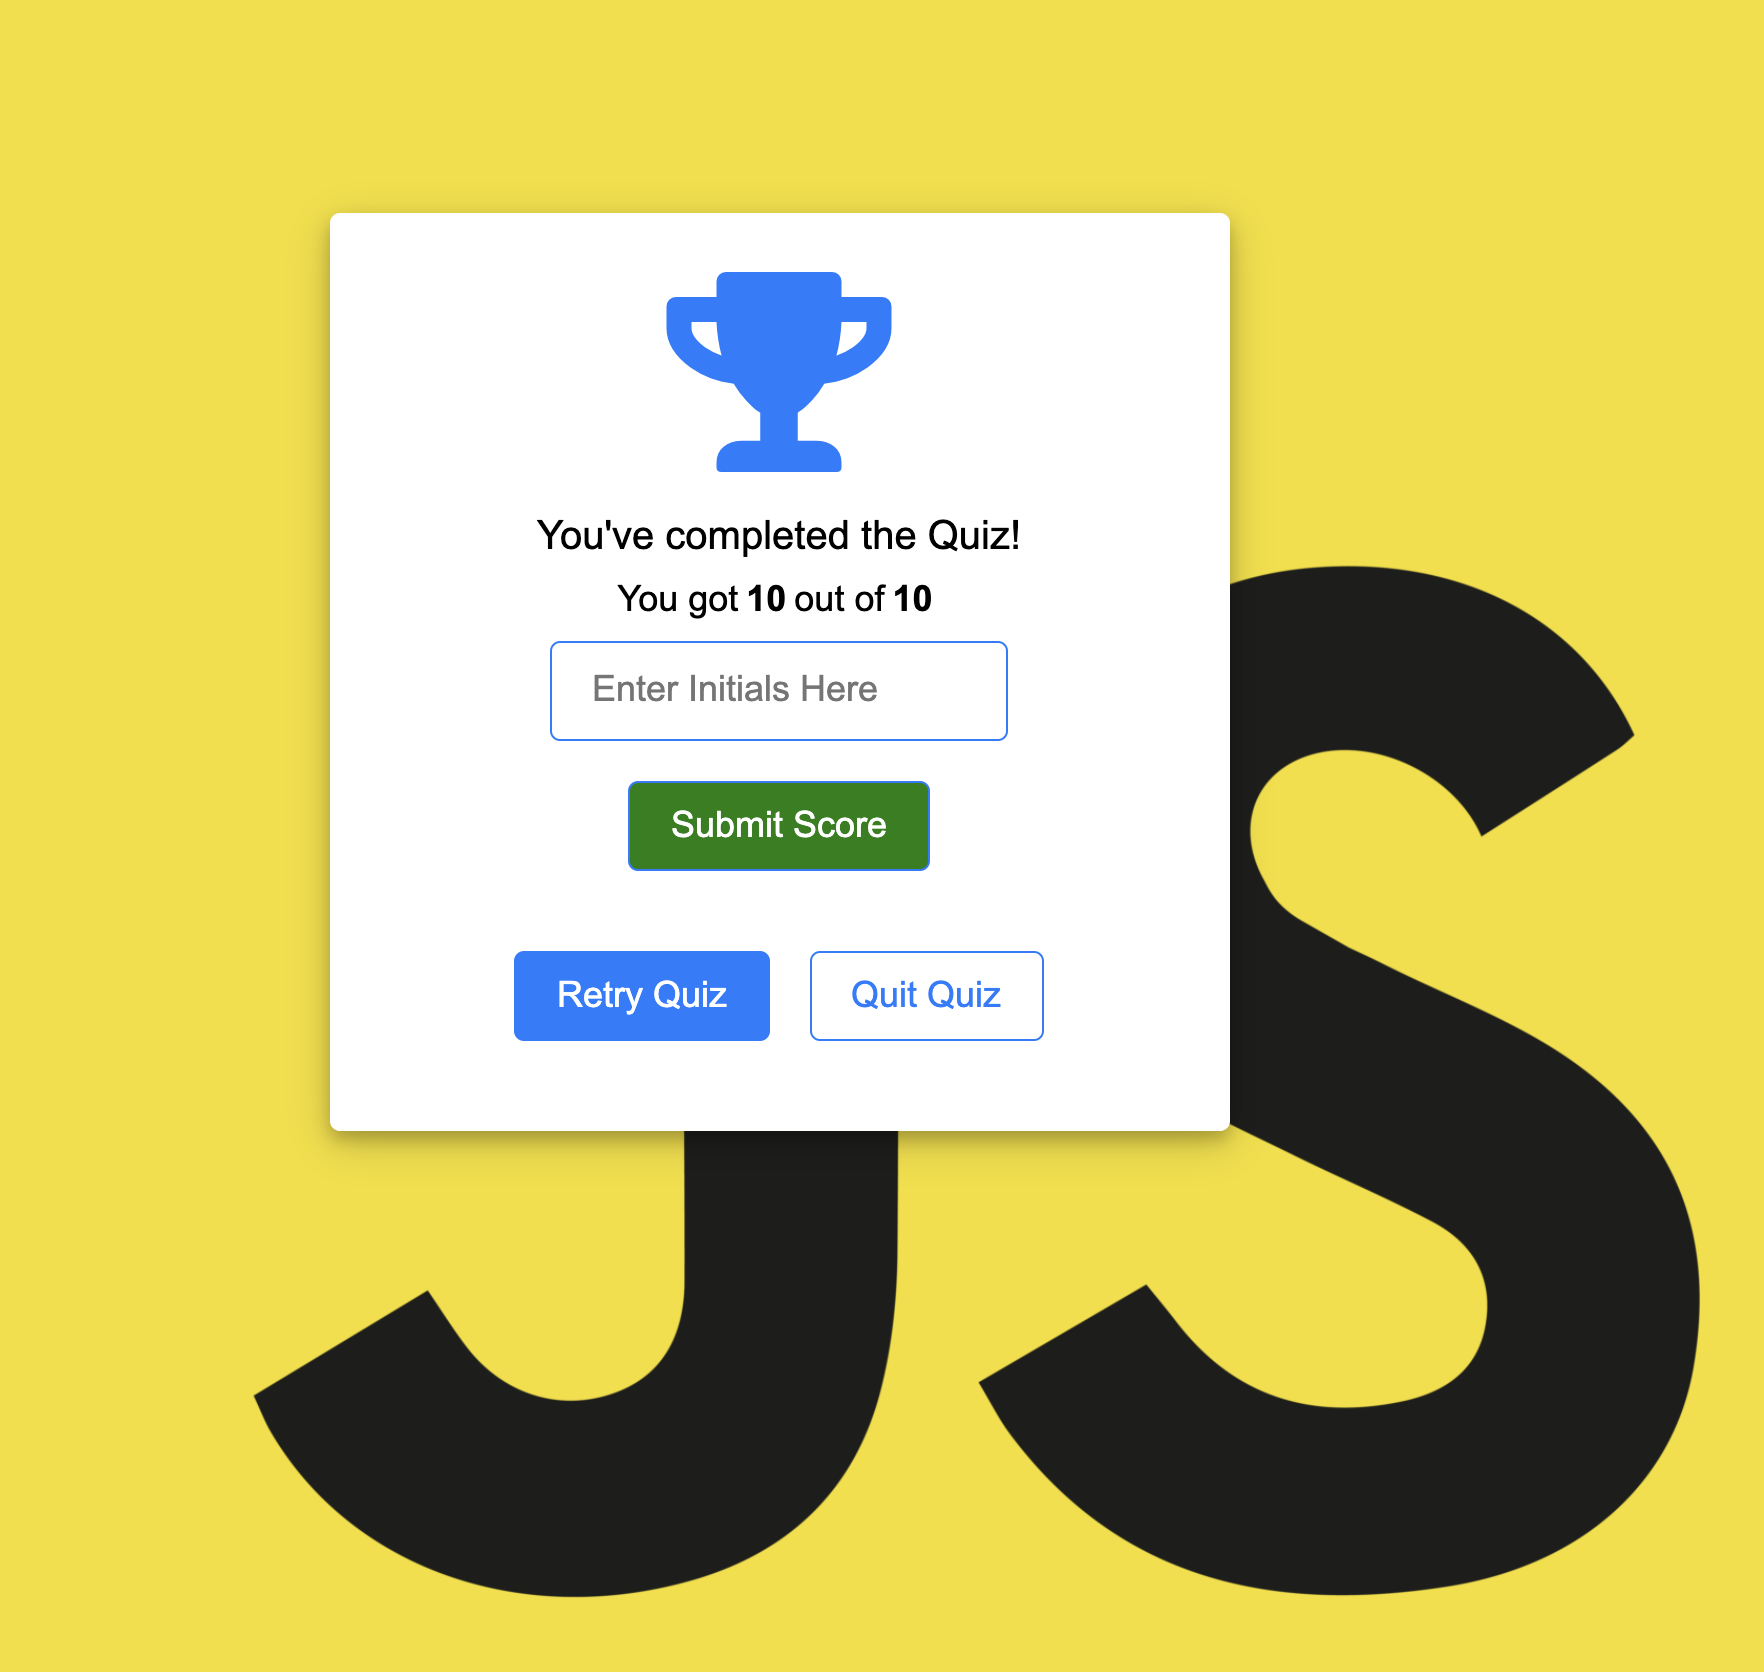 You've completed the Quiz!
You got 10 out of 10
Enter Initials Here
Submit Score
Retry Quiz
Quit Quiz
JS